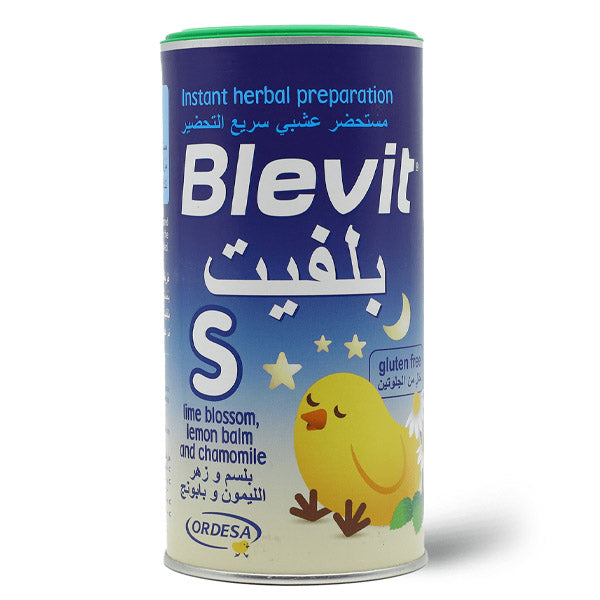 Instant herbal preparation
مستحضر عشبي سريع التحضير
Blevit®
بلفيت
S
gluten free
خالي من الجلوتين
lime blossom,
lemon balm
and chamomile
بلسم و زهر
الليمون و بابونج
ORDESA